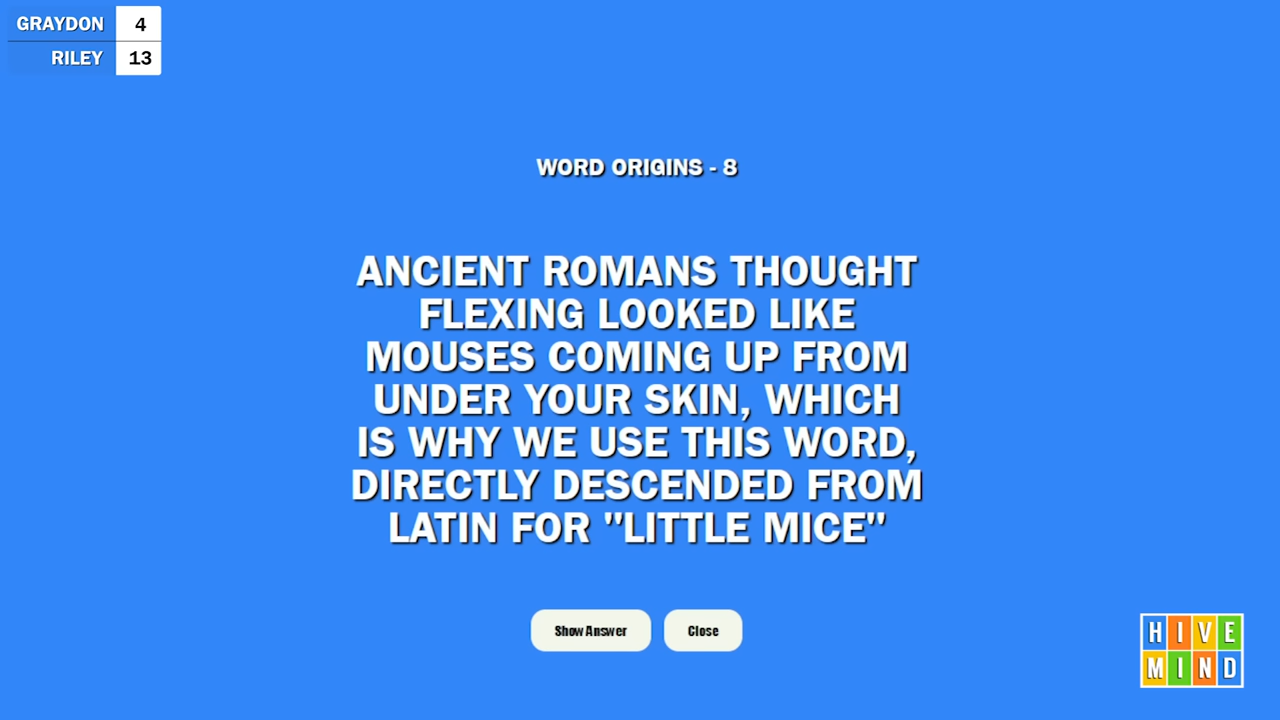 GRAYDON 4
RILEY 13
WORD ORIGINS - 8
ANCIENT ROMANS THOUGHT
FLEXING LOOKED LIKE
MOUSES COMING UP FROM
UNDER YOUR SKIN, WHICH
IS WHY WE USE THIS WORD,
DIRECTLY DESCENDED FROM
LATIN FOR "LITTLE MICE"
Show Answer
Close
HIVE
MIND